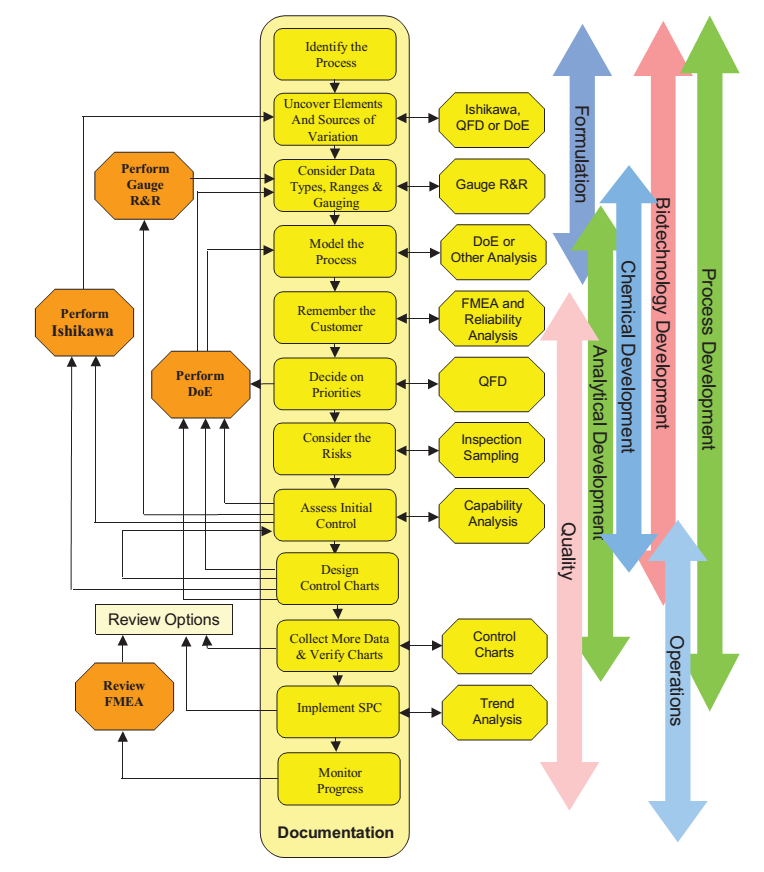 Identify the
Process
Uncover Elements
And Sources of
Variation
Ishikawa,
QFD or DoE
Perform
Gauge
R&R
Consider Data
Types, Ranges &
Gauging
Gauge R&R
Model the
Process
DoE or
Other Analysis
Perform
Ishikawa
Remember the
Customer
FMEA and
Reliability
Analysis
Perform
DoE
Decide on
Priorities
QFD
Consider the
Risks
Inspection
Sampling
Assess Initial
Control
Capability
Analysis
Design
Control Charts
Review Options
Collect More Data
& Verify Charts
Control
Charts
Review
FMEA
Implement SPC
Trend
Analysis
Monitor
Progress
Documentation
Formulation
Quality
Analytical Development
Chemical Development
Biotechnology Development
Operations
Process Development